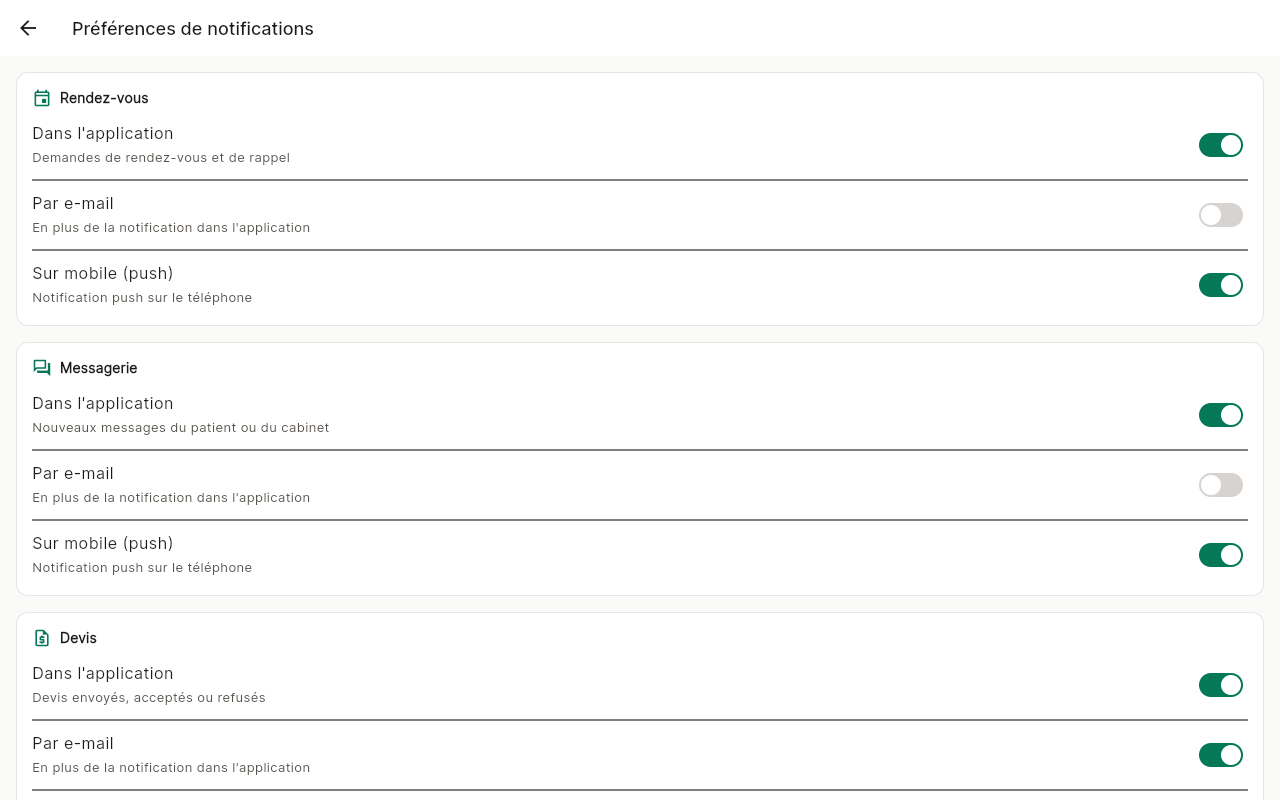 Préférences de notifications
Rendez-vous
Dans l'application
Demandes de rendez-vous et de rappel
Par e-mail
En plus de la notification dans l'application
Sur mobile (push)
Notification push sur le téléphone
Messagerie
Dans l'application
Nouveaux messages du patient ou du cabinet
Par e-mail
En plus de la notification dans l'application
Sur mobile (push)
Notification push sur le téléphone
Devis
Dans l'application
Devis envoyés, acceptés ou refusés
Par e-mail
En plus de la notification dans l'application